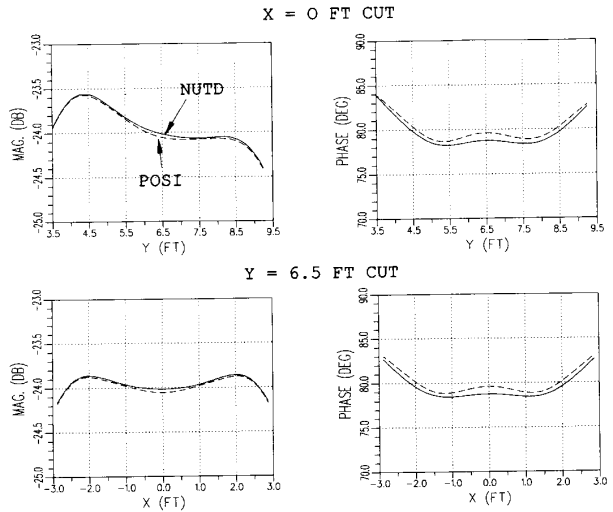 X = O FT CUT
MAG. (DB)
-23.0
-23.5
-24.0
-24.5
-25.0
NUTD
POSI
3.5 4.5 5.5 6.5 7.5 8.5 9.5
Y (FT)
PHASE (DEG)
90.0
85.0
80.0
75.0
70.0
3.5 4.5 5.5 6.5 7.5 8.5 9.5
Y (FT)
Y = 6.5 FT CUT
MAG. (DB)
-23.0
-23.5
-24.0
-24.5
-25.0
-3.0 -2.0 -1.0 0.0 1.0 2.0 3.0
X (FT)
PHASE (DEG)
90.0
85.0
80.0
75.0
70.0
-3.0 -2.0 -1.0 0.0 1.0 2.0 3.0
X (FT)